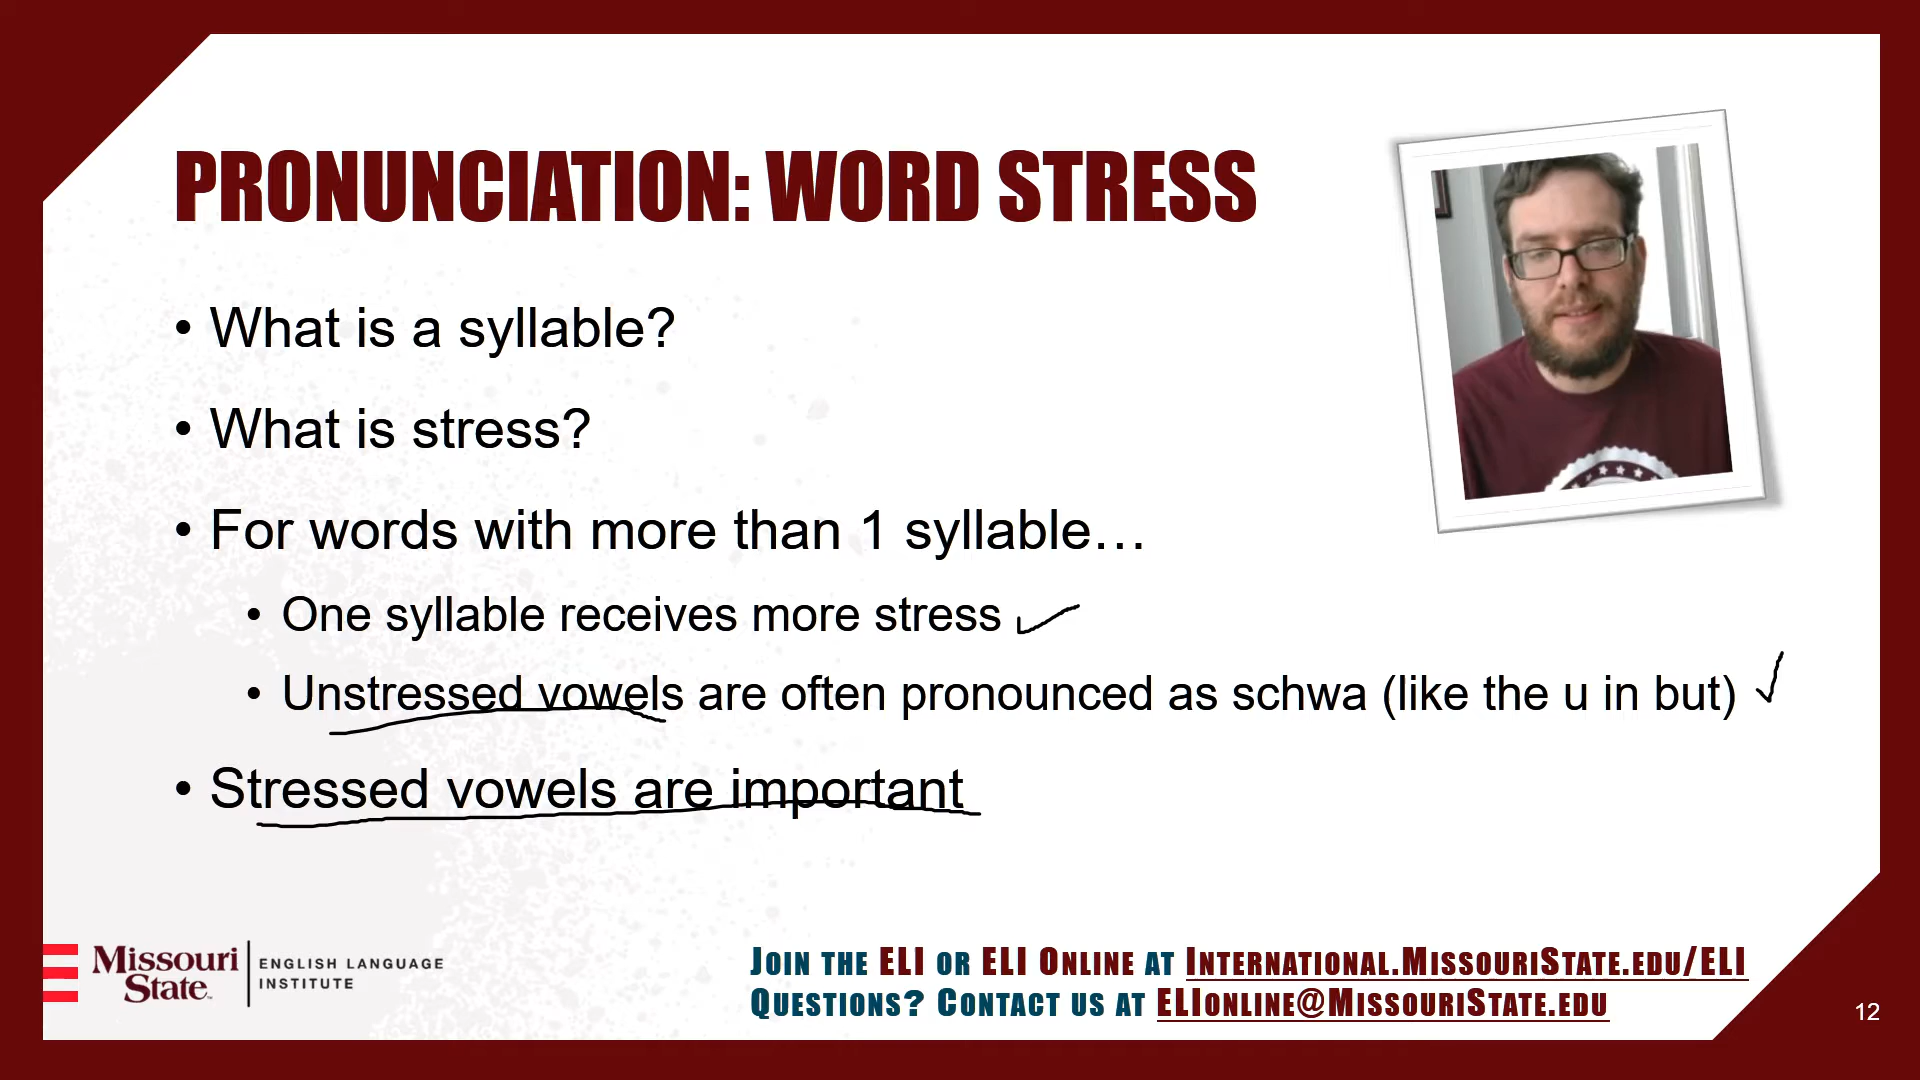 PRONUNCIATION: WORD STRESS
• What is a syllable?
• What is stress?
• For words with more than 1 syllable…
• One syllable receives more stress
• Unstressed vowels are often pronounced as schwa (like the u in but)
• Stressed vowels are important
Missouri
State™
ENGLISH LANGUAGE
INSTITUTE
JOIN THE ELI OR ELI ONLINE AT INTERNATIONAL.MISSOURISTATE.EDU/ELI
QUESTIONS? CONTACT US AT ELIONLINE@MISSOURISTATE.EDU
12